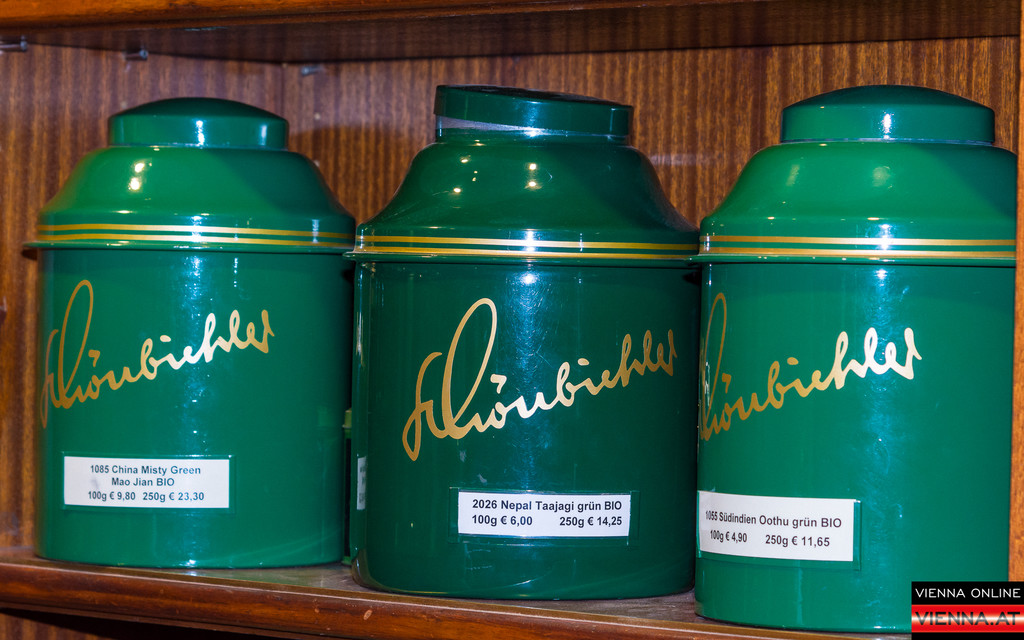 Schönbichler
1085 China Misty Green
Mao Jian BIO
100g € 9,80 250g € 23,30
Schönbichler
2026 Nepal Taajagi grün BIO
100g € 6,00 250g € 14,25
Schönbichler
1055 Südindien Oothu grün BIO
100g € 4,90 250g € 11,65
VIENNA ONLINE
VIENNA.AT